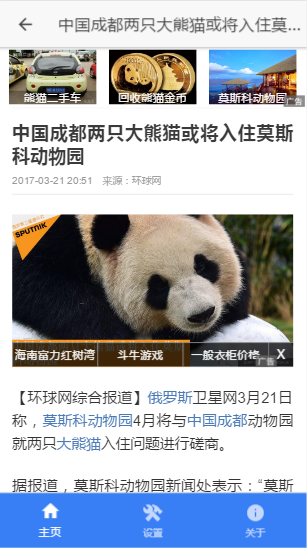 中国成都两只大熊猫或将入住莫...
熊猫二手车
回收熊猫金币
莫斯科动物园
广告
中国成都两只大熊猫或将入住莫斯
科动物园
2017-03-21 20:51 来源：环球网
SPUTNIK
海南富力红树湾
斗牛游戏
一般衣柜价格
X
广告
【环球网综合报道】俄罗斯卫星网3月21日
称，莫斯科动物园4月将与中国成都动物园
就两只大熊猫入住问题进行磋商。
据报道，莫斯科动物园新闻处表示："莫斯
主页
设置
关于